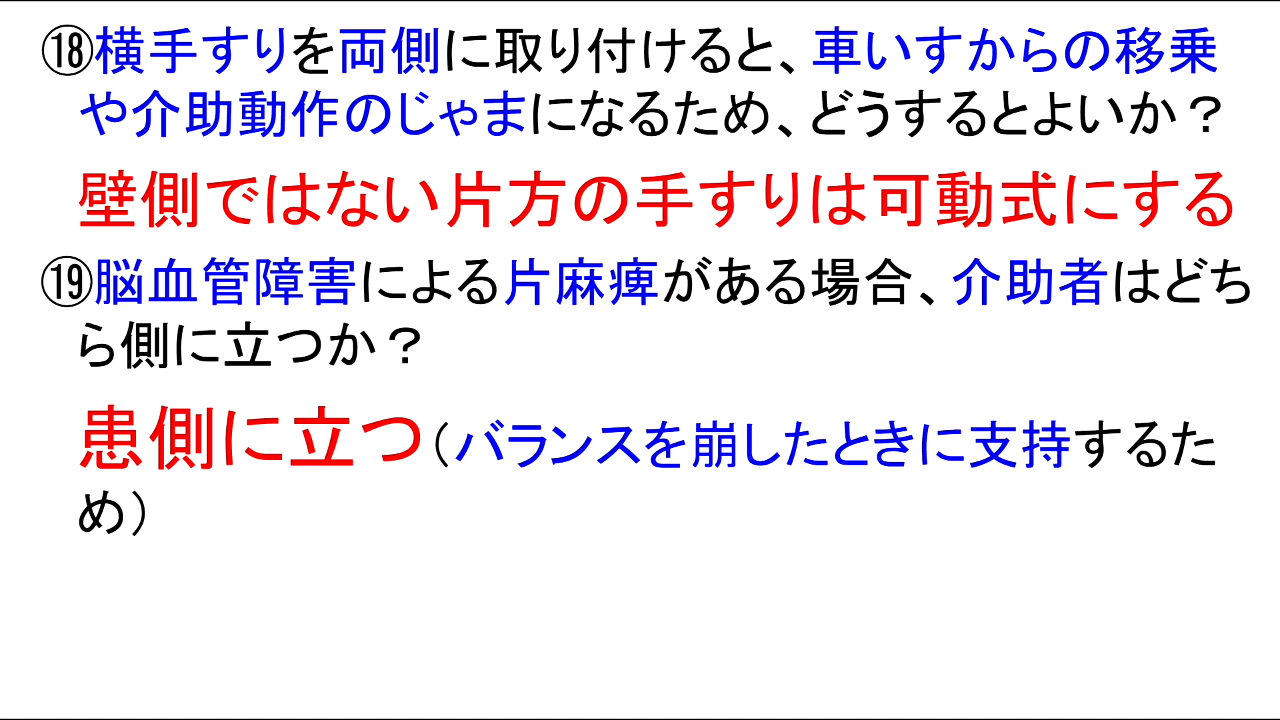 ⑱横手すりを両側に取り付けると、車いすからの移乗
や介助動作のじゃまになるため、どうするとよいか？
壁側ではない片方の手すりは可動式にする
⑲脳血管障害による片麻痺がある場合、介助者はどち
ら側に立つか？
患側に立つ（バランスを崩したときに支持するた
め）